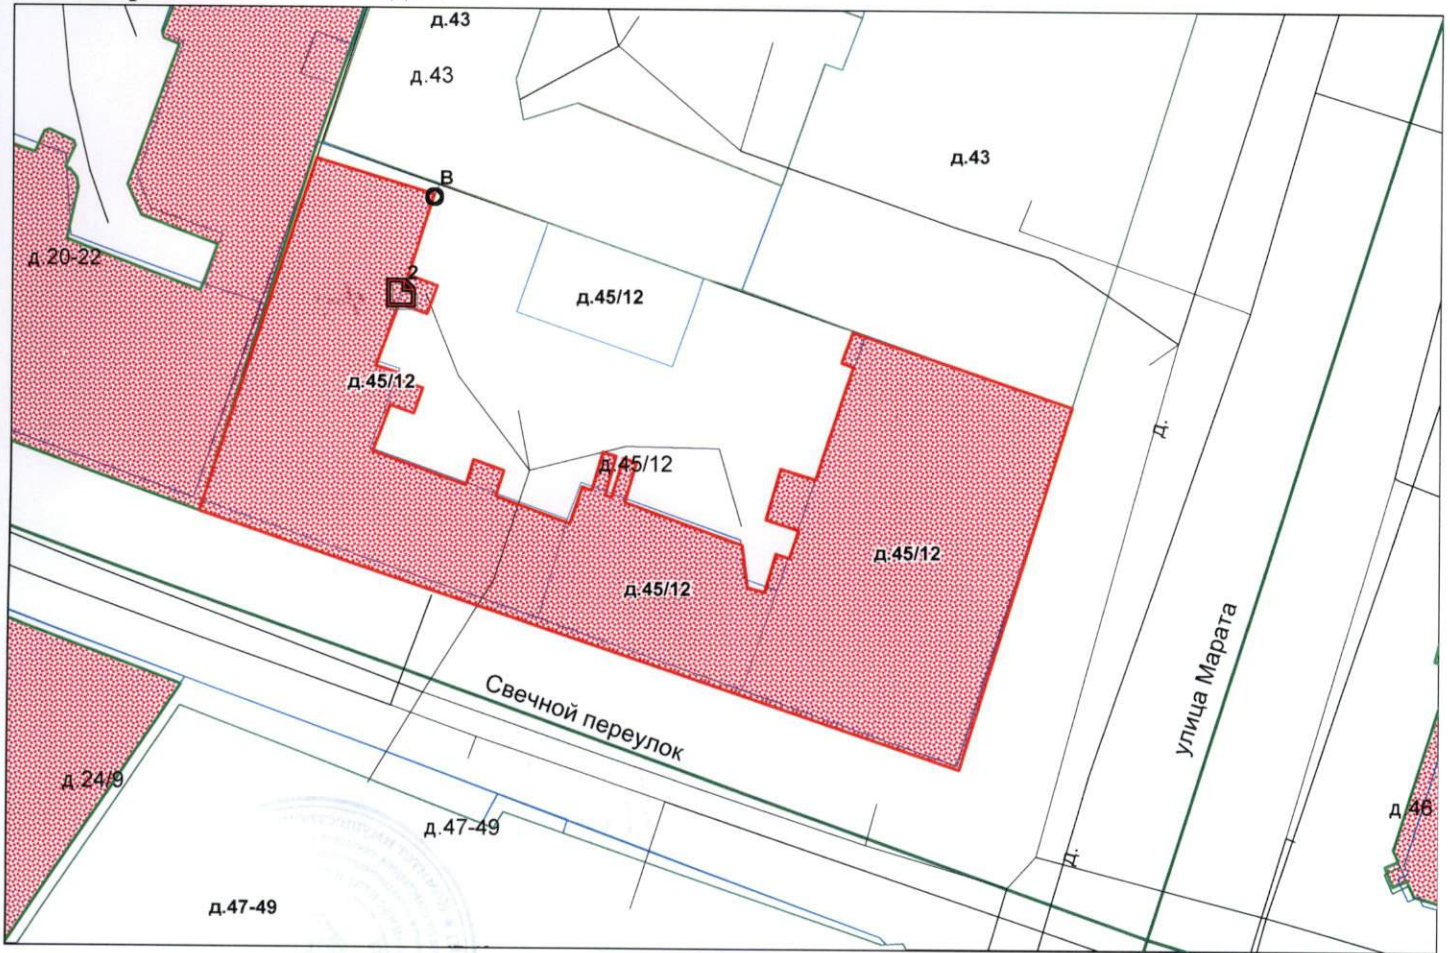 д.43
д.43
д.43
В
д.20-22
2
д.45/12
д.45/12
д.
д.45/12
д.45/12
д.45/12
Свечной переулок
улица Марата
д.24/9
д.46
д.47-49
д.
д.47-49